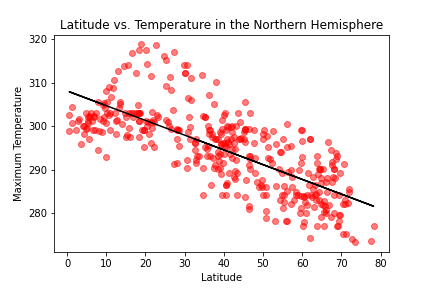 Latitude vs. Temperature in the Northern Hemisphere
320
310
300
290
280
Maximum Temperature
0 10 20 30 40 50 60 70 80
Latitude